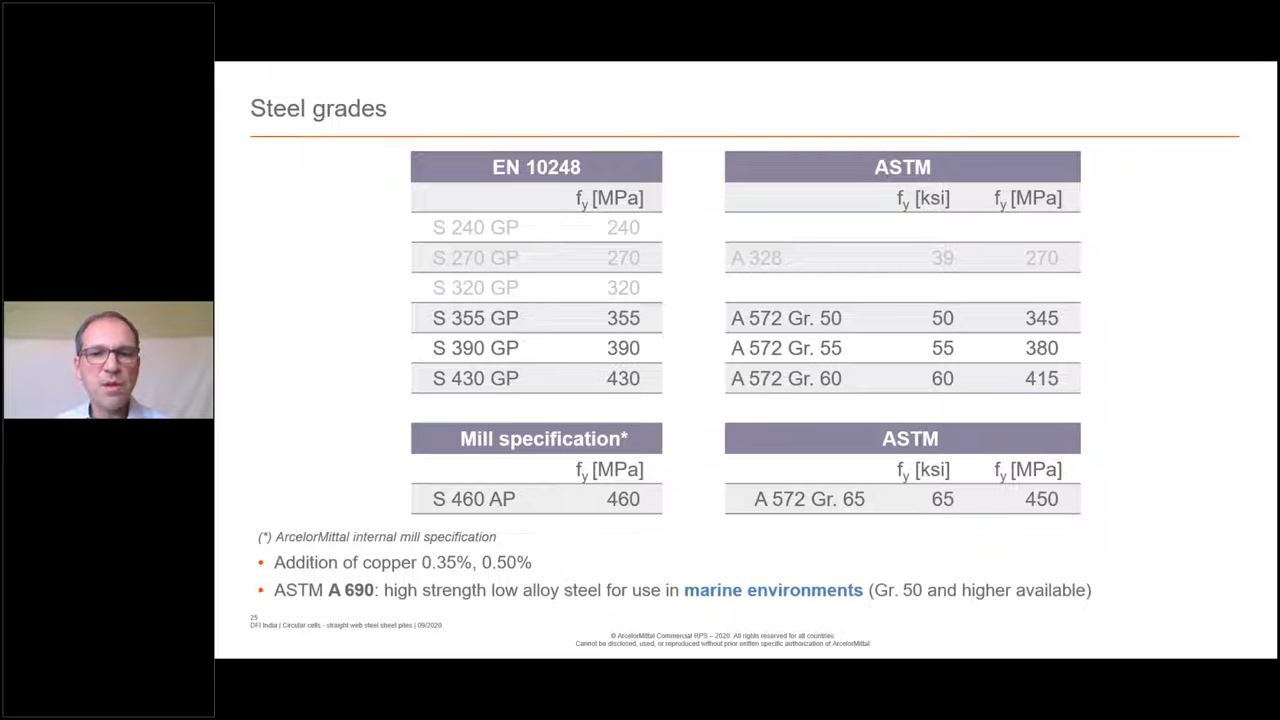 Steel grades
EN 10248
fy [MPa]
S 240 GP 240
S 270 GP 270
S 320 GP 320
S 355 GP 355
S 390 GP 390
S 430 GP 430
ASTM
fy [ksi] fy [MPa]
A 328 39 270
A 572 Gr. 50 50 345
A 572 Gr. 55 55 380
A 572 Gr. 60 60 415
Mill specification*
fy [MPa]
S 460 AP 460
ASTM
fy [ksi] fy [MPa]
A 572 Gr. 65 65 450
(*) ArcelorMittal internal mill specification
• Addition of copper 0.35%, 0.50%
• ASTM A 690: high strength low alloy steel for use in marine environments (Gr. 50 and higher available)
25
DFI India | Circular cells - straight web steel sheet piles | 09/2020
© ArcelorMittal Commercial RPS – 2020 All rights reserved for all countries.
Cannot be disclosed, used, or reproduced without prior written specific authorization of ArcelorMittal.